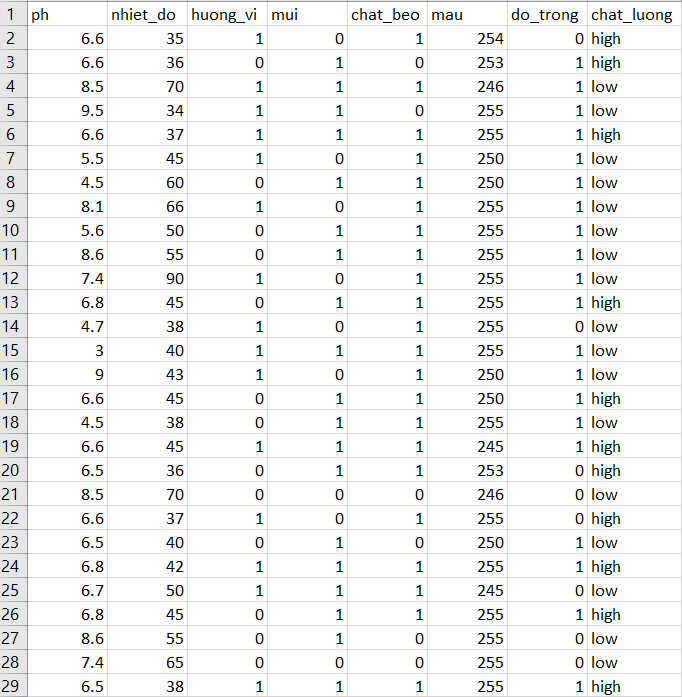 1 ph nhiet_do huong_vi mui chat_beo mau do_trong chat_luong
2 6.6 35 1 0 1 254 0 high
3 6.6 36 0 1 0 253 1 high
4 8.5 70 1 1 1 246 1 low
5 9.5 34 1 1 0 255 1 low
6 6.6 37 1 1 1 255 1 high
7 5.5 45 1 0 1 250 1 low
8 4.5 60 0 1 1 250 1 low
9 8.1 66 1 0 1 255 1 low
10 5.6 50 0 1 1 255 1 low
11 8.6 55 0 1 1 255 1 low
12 7.4 90 1 0 1 255 1 low
13 6.8 45 0 1 1 255 1 high
14 4.7 38 1 0 1 255 0 low
15 3 40 1 1 1 255 1 low
16 9 43 1 0 1 250 1 low
17 6.6 45 0 1 1 250 1 high
18 4.5 38 0 1 1 255 1 low
19 6.6 45 1 1 1 245 1 high
20 6.5 36 0 1 1 253 0 high
21 8.5 70 0 0 0 246 0 low
22 6.6 37 1 0 1 255 0 high
23 6.5 40 0 1 0 250 1 low
24 6.8 42 1 1 1 255 1 high
25 6.7 50 1 1 1 245 0 low
26 6.8 45 0 1 1 255 1 high
27 8.6 55 0 1 0 255 0 low
28 7.4 65 0 0 0 255 0 low
29 6.5 38 1 1 1 255 1 high